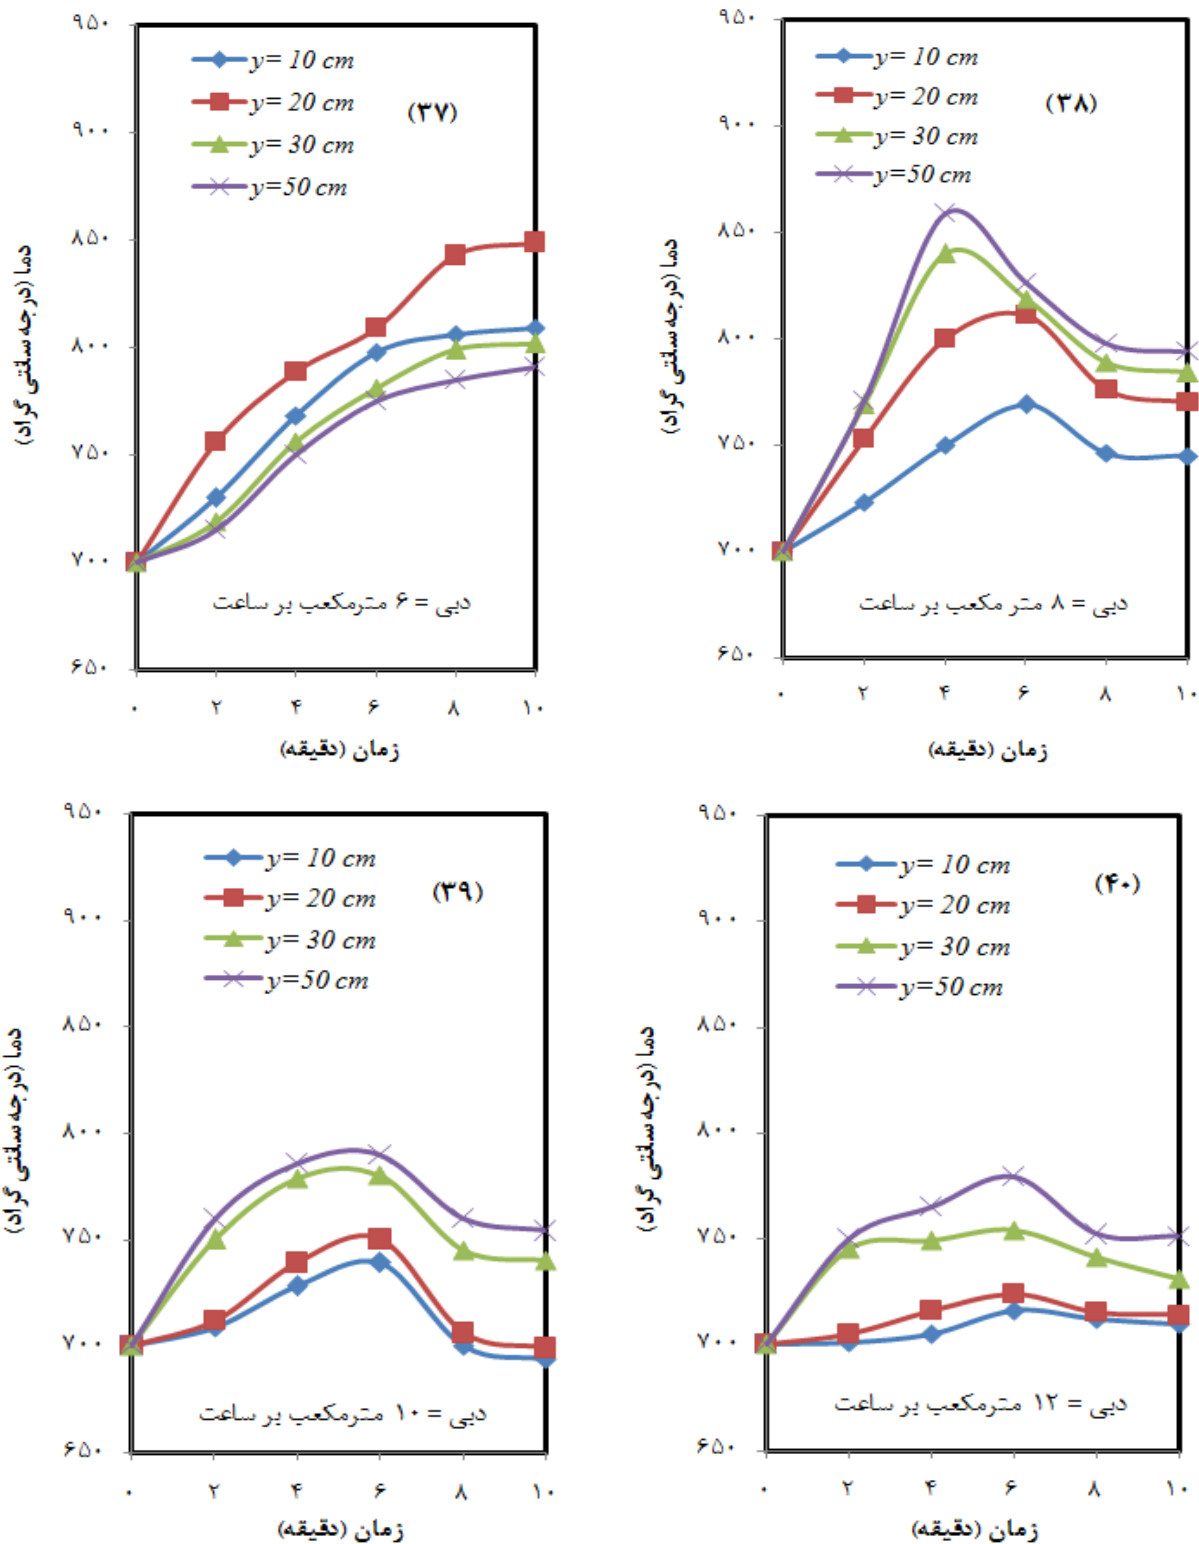 ۹۵۰
۹۰۰
۸۵۰
۸۰۰
۷۵۰
۷۰۰
۶۵۰
دما (درجه سانتی گراد)
y= 10 cm
y= 20 cm
y= 30 cm
y=50 cm
(۳۷)
دبی = ۶ مترمکعب بر ساعت
۰ ۲ ۴ ۶ ۸ ۱۰
زمان (دقیقه)
۹۵۰
۹۰۰
۸۵۰
۸۰۰
۷۵۰
۷۰۰
۶۵۰
دما (درجه سانتی گراد)
y= 10 cm
y= 20 cm
y= 30 cm
y=50 cm
(۳۸)
دبی = ۸ متر مکعب بر ساعت
۰ ۲ ۴ ۶ ۸ ۱۰
زمان (دقیقه)
۹۵۰
۹۰۰
۸۵۰
۸۰۰
۷۵۰
۷۰۰
۶۵۰
دما (درجه سانتی گراد)
y= 10 cm
y= 20 cm
y= 30 cm
y=50 cm
(۳۹)
دبی = ۱۰ مترمکعب بر ساعت
۰ ۲ ۴ ۶ ۸ ۱۰
زمان (دقیقه)
۹۵۰
۹۰۰
۸۵۰
۸۰۰
۷۵۰
۷۰۰
۶۵۰
دما (درجه سانتی گراد)
y= 10 cm
y= 20 cm
y= 30 cm
y=50 cm
(۴۰)
دبی = ۱۲ مترمکعب بر ساعت
۰ ۲ ۴ ۶ ۸ ۱۰
زمان (دقیقه)